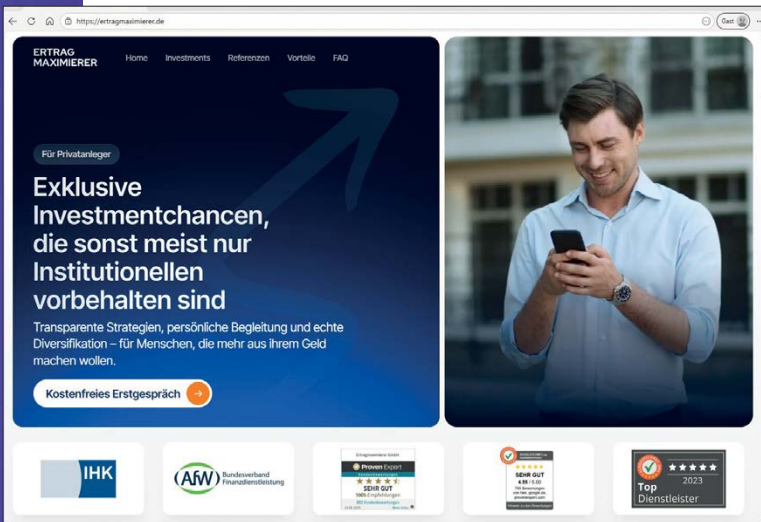 https://ertragmaximierer.de
Gast
ERTRAG
MAXIMIERER
Home Investments Referenzen Vorteile FAQ
Für Privatanleger
Exklusive
Investmentchancen,
die sonst meist nur
Institutionellen
vorbehalten sind
Transparente Strategien, persönliche Begleitung und echte
Diversifikation – für Menschen, die mehr aus ihrem Geld
machen wollen.
Kostenfreies Erstgespräch
IHK
AfW
Bundesverband
Finanzdienstleistung
Proven Expert
SEHR GUT
100% Empfehlungen
SEHR GUT
2023
Top
Dienstleister